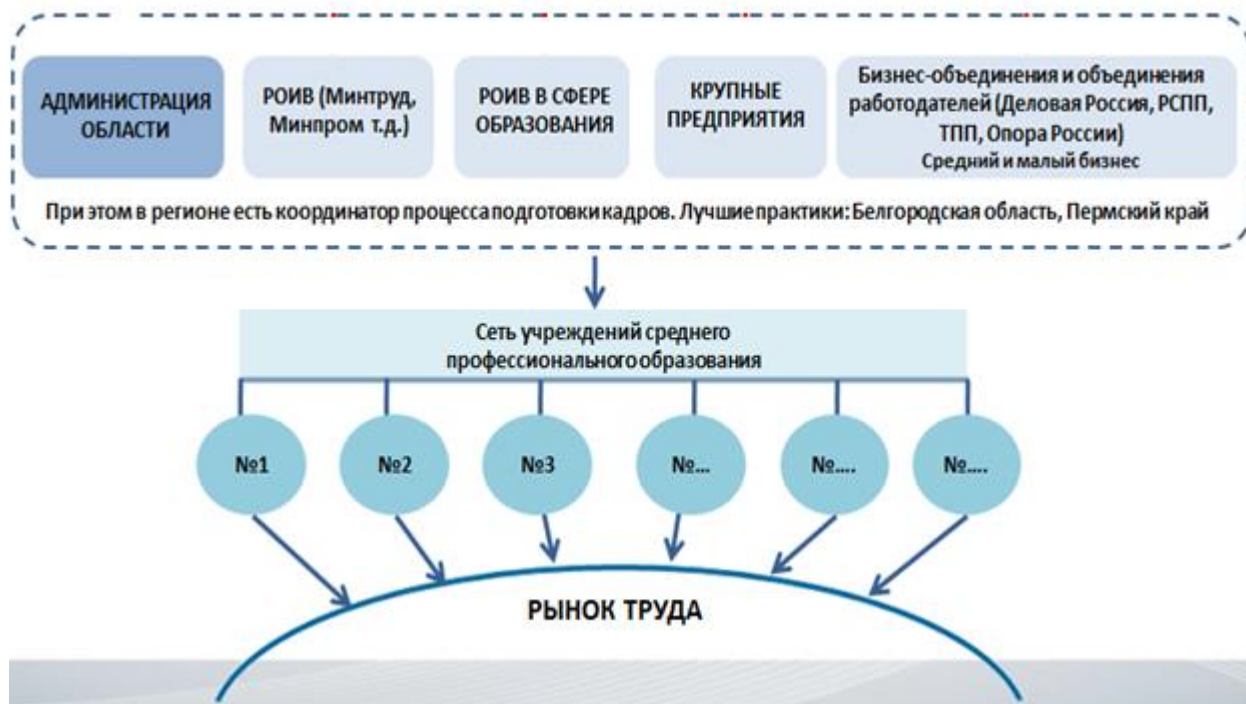 АДМИНИСТРАЦИЯ
ОБЛАСТИ
РОИВ (Минтруд,
Минпром т.д.)
РОИВ В СФЕРЕ
ОБРАЗОВАНИЯ
КРУПНЫЕ
ПРЕДПРИЯТИЯ
Бизнес-объединения и объединения
работодателей (Деловая Россия, РСПП,
ТПП, Опора России)
Средний и малый бизнес
При этом в регионе есть координатор процесса подготовки кадров. Лучшие практики: Белгородская область, Пермский край
Сеть учреждений среднего
профессионального образования
№1
№2
№3
№...
№....
№....
РЫНОК ТРУДА